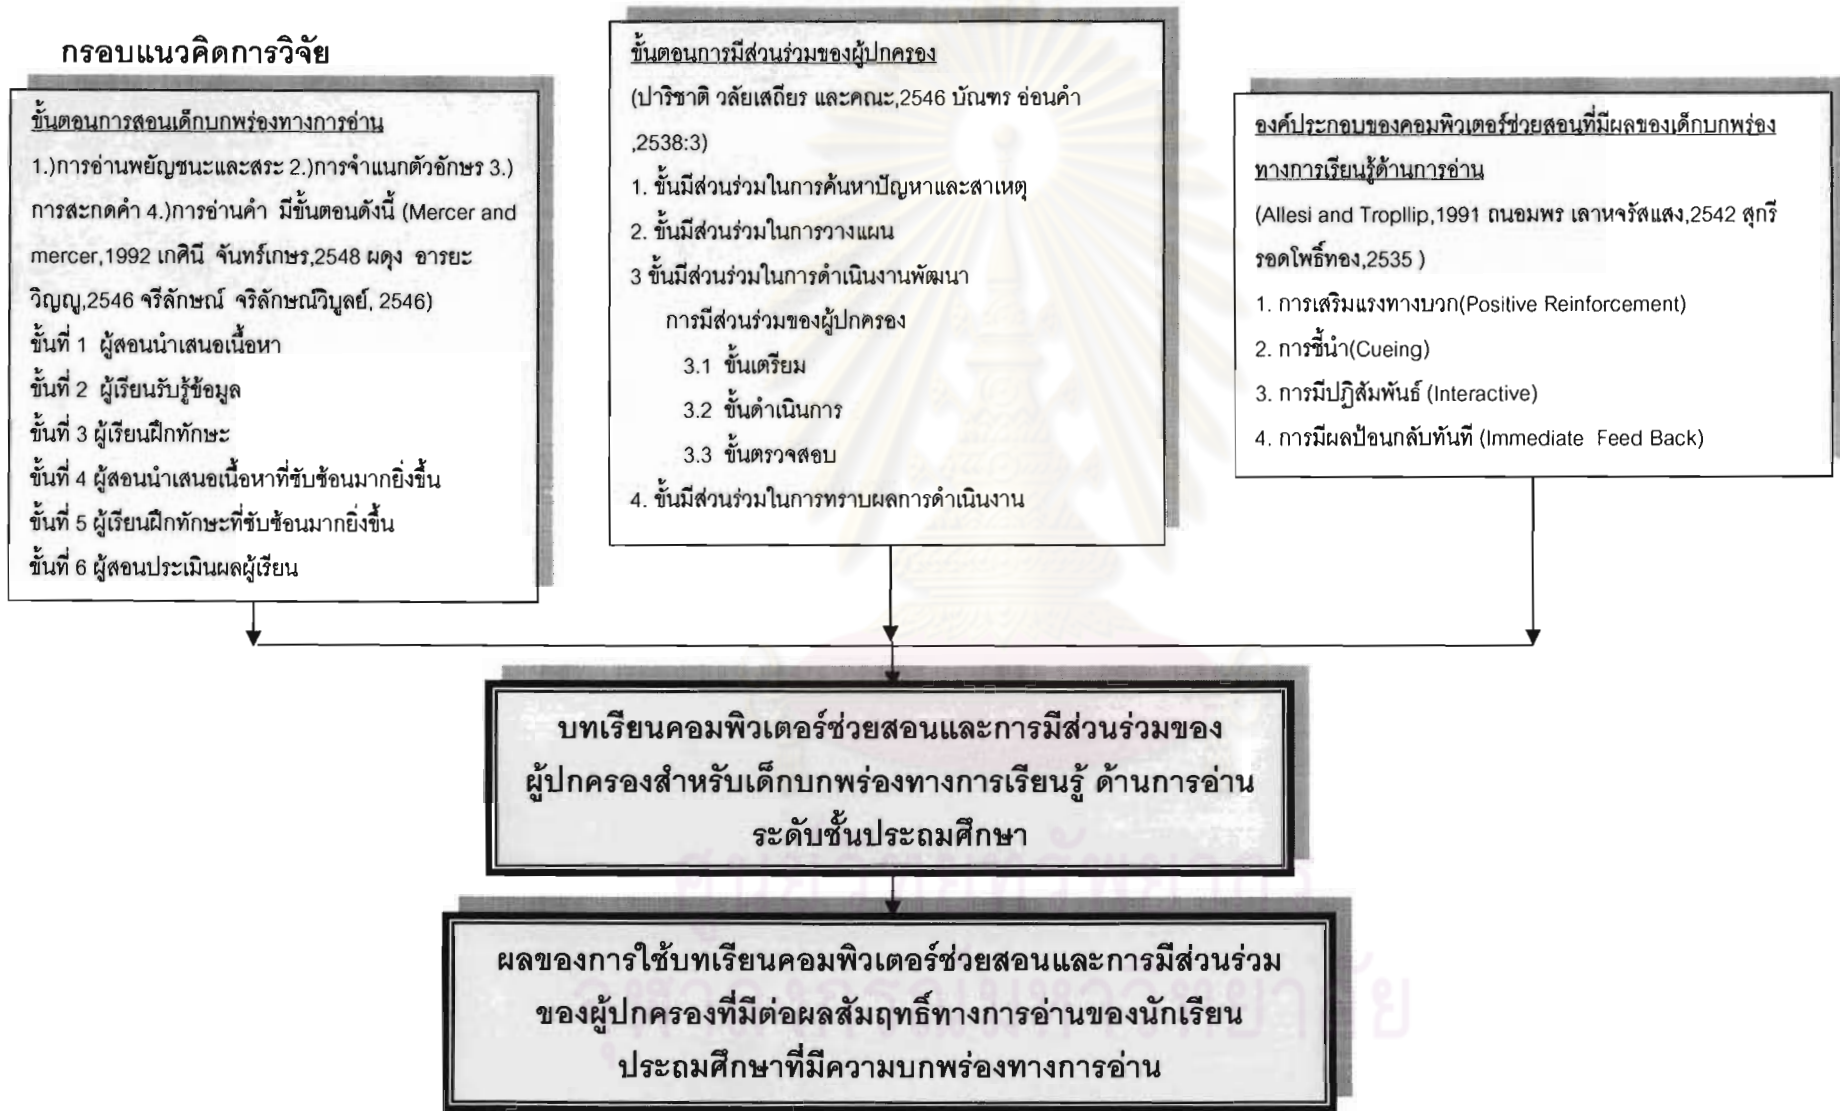 กรอบแนวคิดการวิจัย
ขั้นตอนการสอนเด็กบกพร่องทางการอ่าน
1.)การอ่านพยัญชนะและสระ 2.)การจำแนกตัวอักษร 3.)
การสะกดคำ 4.)การอ่านคำ มีขั้นตอนดังนี้ (Mercer and
mercer,1992 เกศินี จันทร์เกษร,2548 ผดุง อารยะ
วิญญู,2546 จรีลักษณ์ จริลักษณ์วิบูลย์, 2546)
ขั้นที่ 1 ผู้สอนนำเสนอเนื้อหา
ขั้นที่ 2 ผู้เรียนรับรู้ข้อมูล
ขั้นที่ 3 ผู้เรียนฝึกทักษะ
ขั้นที่ 4 ผู้สอนนำเสนอเนื้อหาที่ซับซ้อนมากยิ่งขึ้น
ขั้นที่ 5 ผู้เรียนฝึกทักษะที่ซับซ้อนมากยิ่งขึ้น
ขั้นที่ 6 ผู้สอนประเมินผลผู้เรียน
ขั้นตอนการมีส่วนร่วมของผู้ปกครอง
(ปาริชาติ วลัยเสถียร และคณะ,2546 บัณฑร อ่อนคำ
,2538:3)
1. ขั้นมีส่วนร่วมในการค้นหาปัญหาและสาเหตุ
2. ขั้นมีส่วนร่วมในการวางแผน
3 ขั้นมีส่วนร่วมในการดำเนินงานพัฒนา
การมีส่วนร่วมของผู้ปกครอง
3.1 ขั้นเตรียม
3.2 ขั้นดำเนินการ
3.3 ขั้นตรวจสอบ
4. ขั้นมีส่วนร่วมในการทราบผลการดำเนินงาน
องค์ประกอบของคอมพิวเตอร์ช่วยสอนที่มีผลของเด็กบกพร่อง
ทางการเรียนรู้ด้านการอ่าน
(Allesi and Tropllip,1991 ถนอมพร เลาหจรัสแสง,2542 สุกรี
รอดโพธิ์ทอง,2535 )
1. การเสริมแรงทางบวก(Positive Reinforcement)
2. การชี้นำ(Cueing)
3. การมีปฏิสัมพันธ์ (Interactive)
4. การมีผลป้อนกลับทันที (Immediate Feed Back)
บทเรียนคอมพิวเตอร์ช่วยสอนและการมีส่วนร่วมของ
ผู้ปกครองสำหรับเด็กบกพร่องทางการเรียนรู้ ด้านการอ่าน
ระดับชั้นประถมศึกษา
ศูนย์วิทยทรัพยากร
ผลของการใช้บทเรียนคอมพิวเตอร์ช่วยสอนและการมีส่วนร่วม
ของผู้ปกครองที่มีต่อผลสัมฤทธิ์ทางการอ่านของนักเรียน
ประถมศึกษาที่มีความบกพร่องทางการอ่าน
จุฬาลงกรณ์มหาวิทยาลัย